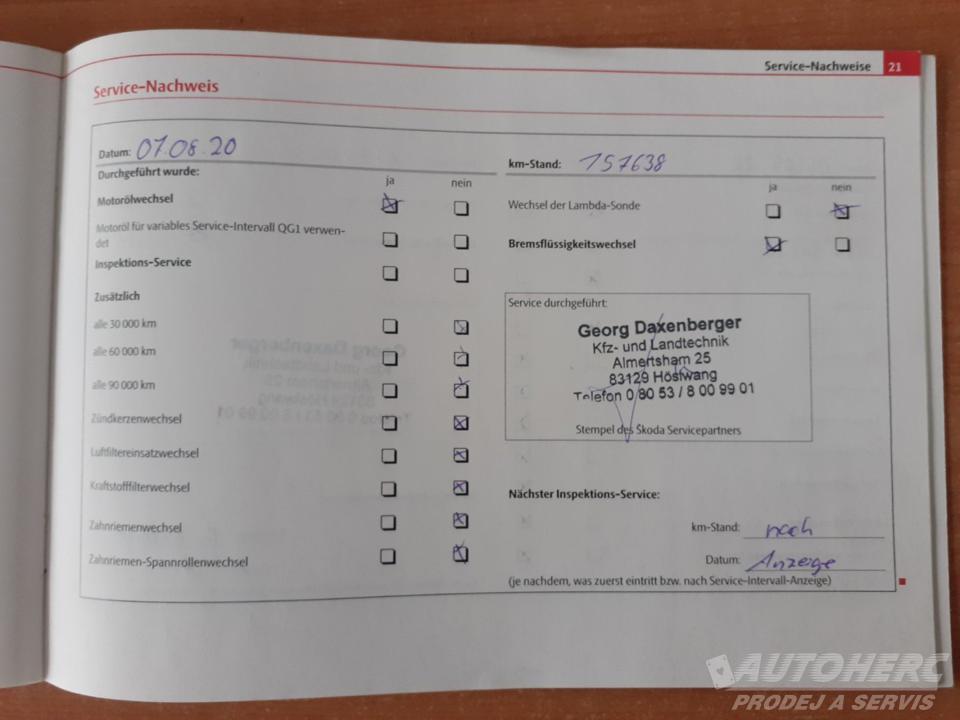 Service-Nachweise 21
Service-Nachweis
Datum: 07.08.20
Durchgeführt wurde:
ja nein
Motorölwechsel
Motoröl für variables Service-Intervall QG1 verwen-
det
Inspektions-Service
Zusätzlich
alle 30 000 km
alle 60 000 km
alle 90 000 km
Zündkerzenwechsel
Luftfiltereinsatzwechsel
Kraftstofffilterwechsel
Zahnriemenwechsel
Zahnriemen-Spannrollenwechsel
km-Stand: 157638
ja nein
Wechsel der Lambda-Sonde
Bremsflüssigkeitswechsel
Service durchgeführt:
Georg Daxenberger
Kfz- und Landtechnik
Almertsham 25
83129 Höslwang
Telefon 0 80 53 / 8 00 99 01
Stempel des Škoda Servicepartners
Nächster Inspektions-Service:
km-Stand: nach
Datum: Anzeige
(je nachdem, was zuerst eintritt bzw. nach Service-Intervall-Anzeige)
AUTOHERC
PRODEJ A SERVIS